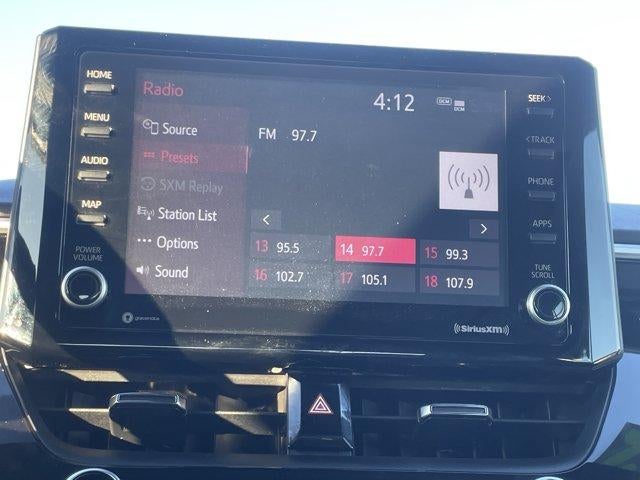 HOME
MENU
AUDIO
MAP
POWER
VOLUME
Radio
4:12
DCM
DCM
Source
FM 97.7
Presets
SXM Replay
Station List
Options
Sound
< >
13 95.5 14 97.7 15 99.3
16 102.7 17 105.1 18 107.9
SEEK>
<TRACK
PHONE
APPS
TUNE
SCROLL
gracenote
((SiriusXM))